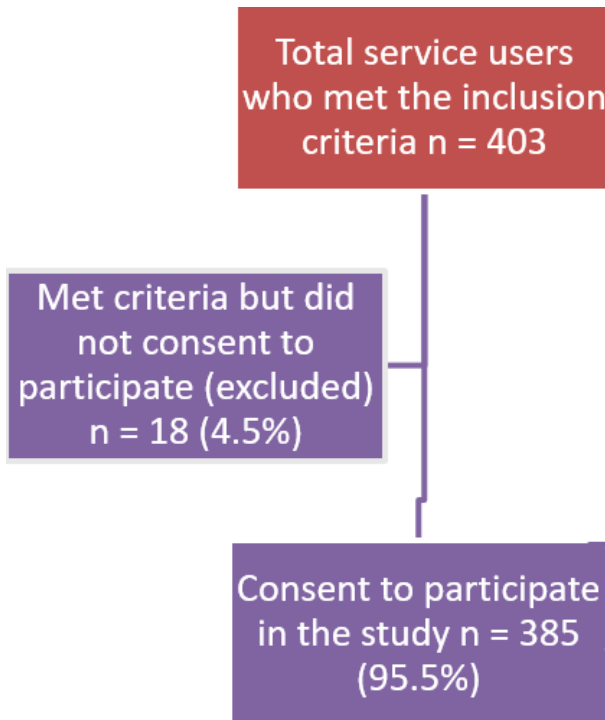 Total service users
who met the inclusion
criteria n = 403
Met criteria but did
not consent to
participate (excluded)
n = 18 (4.5%)
Consent to participate
in the study n = 385
(95.5%)